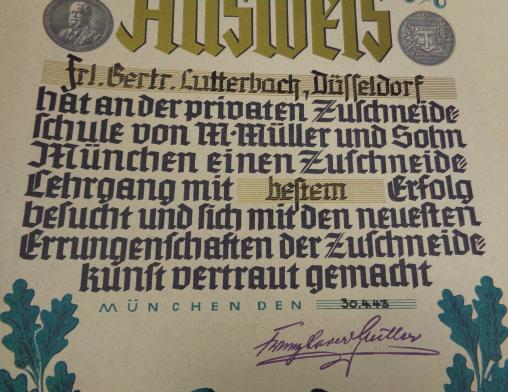 Ausweis
Frl. Gertr. Lutterbach, Düsseldorf
hat an der privaten Zuschneide=
schule von M·Müller und Sohn
München einen Zuschneide=
Lehrgang mit bestem Erfolg
besucht und sich mit den neuesten
Errungenschaften der Zuschneide=
kunst vertraut gemacht
MÜNCHEN DEN 30.4.43